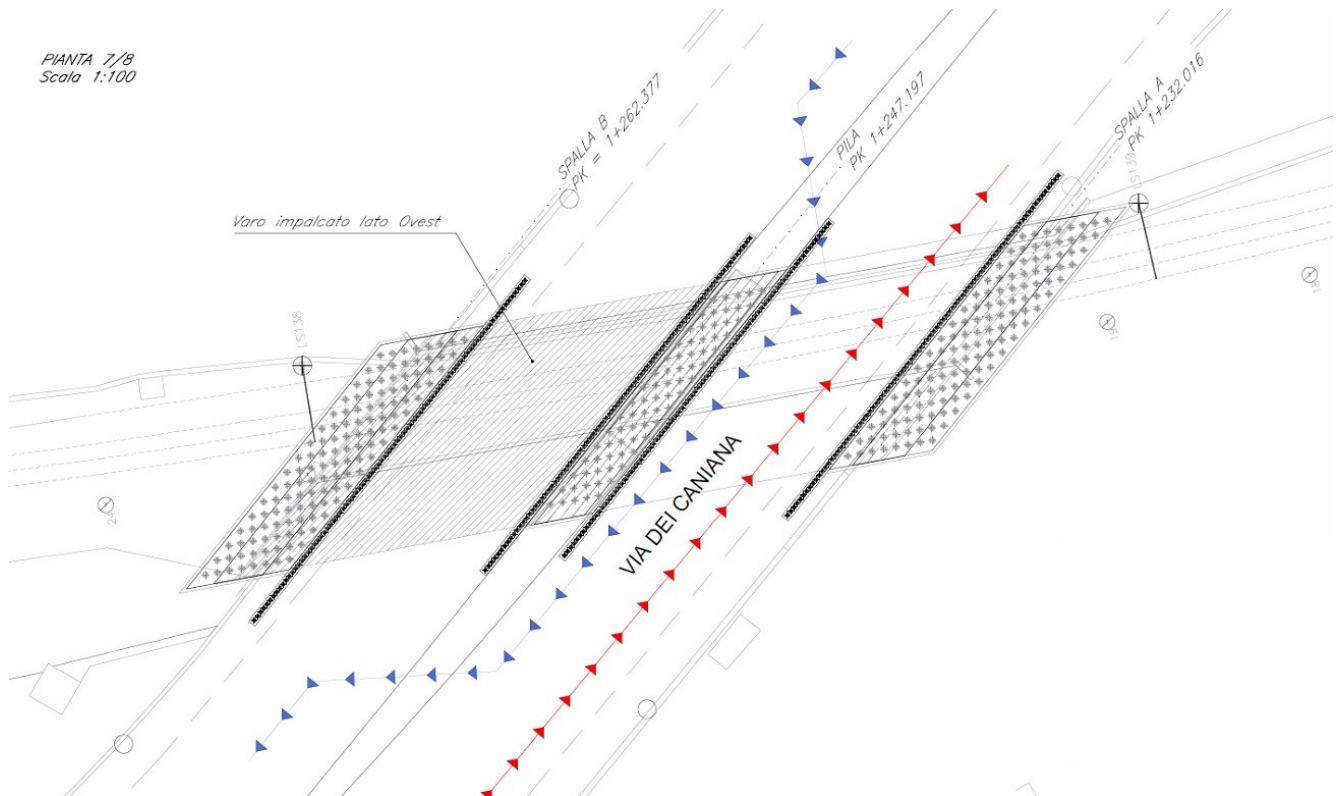 PIANTA 7/8
Scala 1:100
SPALLA B
PK = 1+262.377
PILA
PK 1+247.197
SPALLA A
PK 1+232.016
LS139
Varo impalcato lato Ovest
LS138
VIA DEI CANIANA